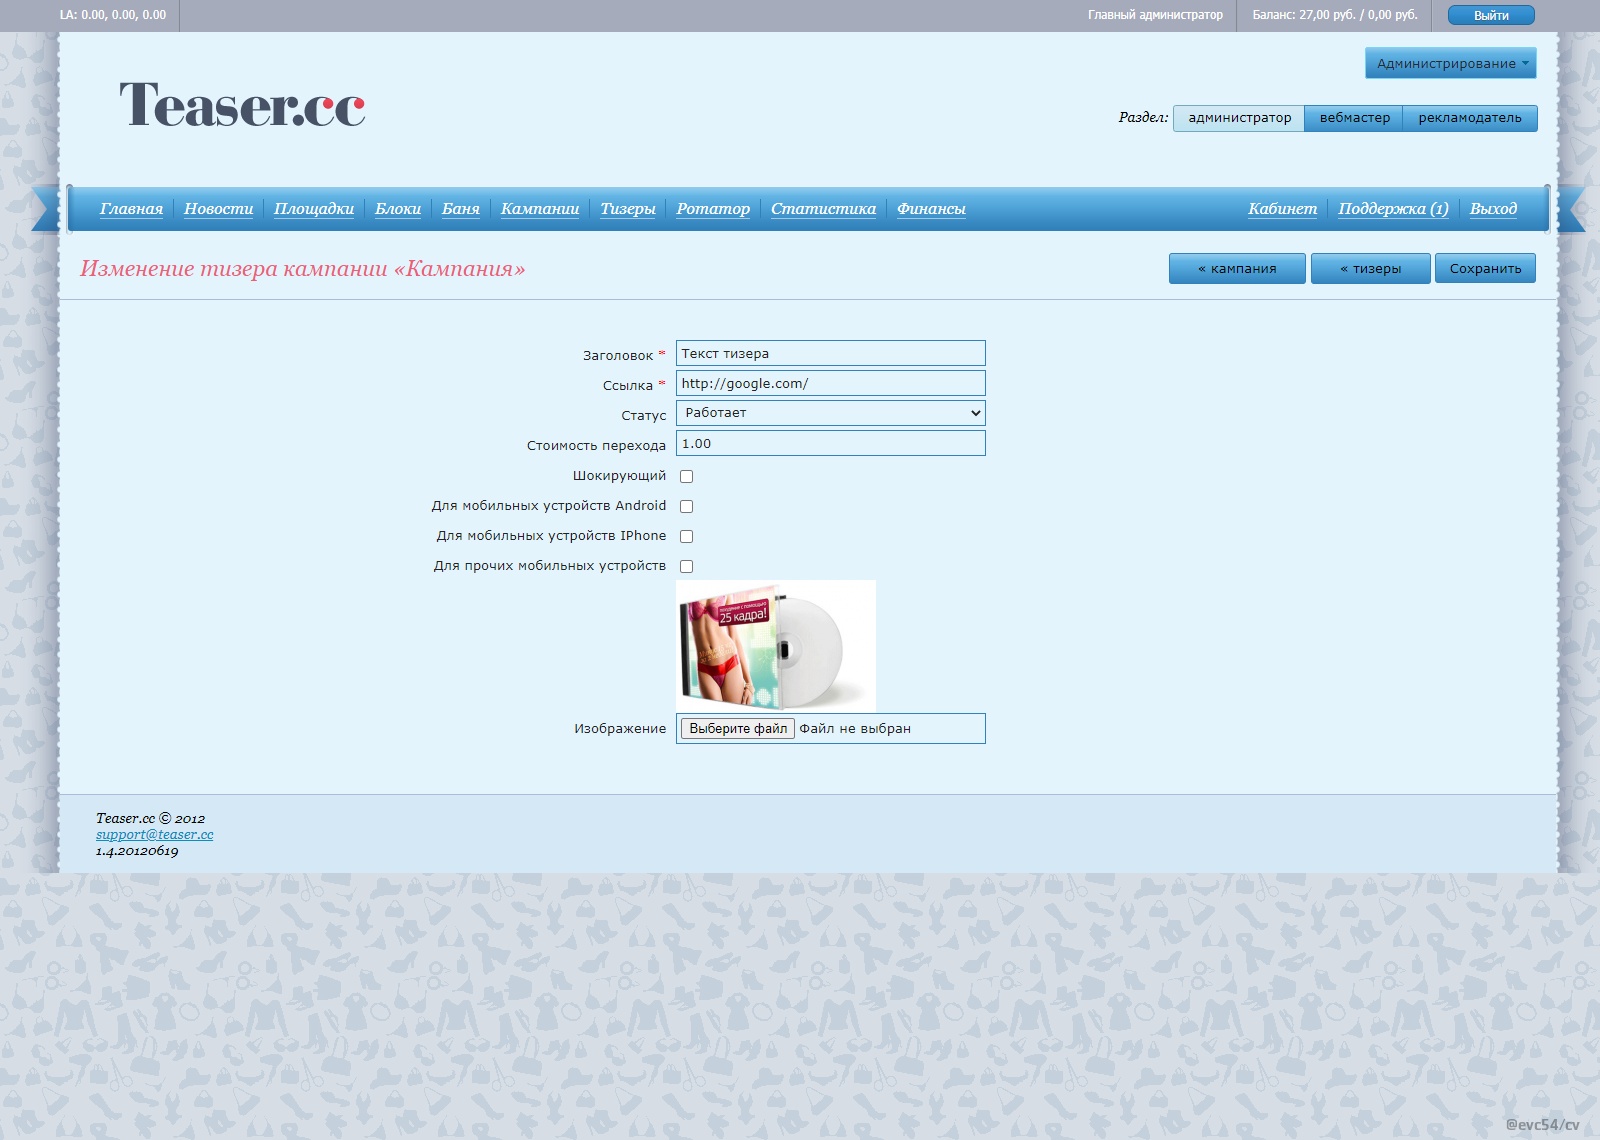 LA: 0.00, 0.00, 0.00
Главный администратор
Баланс: 27,00 руб. / 0,00 руб.
Выйти
Администрирование
Teaser.cc
Раздел: администратор вебмастер рекламодатель
Главная Новости Площадки Блоки Баня Кампании Тизеры Ротатор Статистика Финансы Кабинет Поддержка (1) Выход
Изменение тизера кампании «Кампания»
« кампания « тизеры Сохранить
Заголовок * Текст тизера
Ссылка * http://google.com/
Статус Работает
Стоимость перехода 1.00
Шокирующий
Для мобильных устройств Android
Для мобильных устройств IPhone
Для прочих мобильных устройств
25 кадра!
Изображение Выберите файл Файл не выбран
Teaser.cc © 2012
support@teaser.cc
1.4.20120619
@evc54/cv